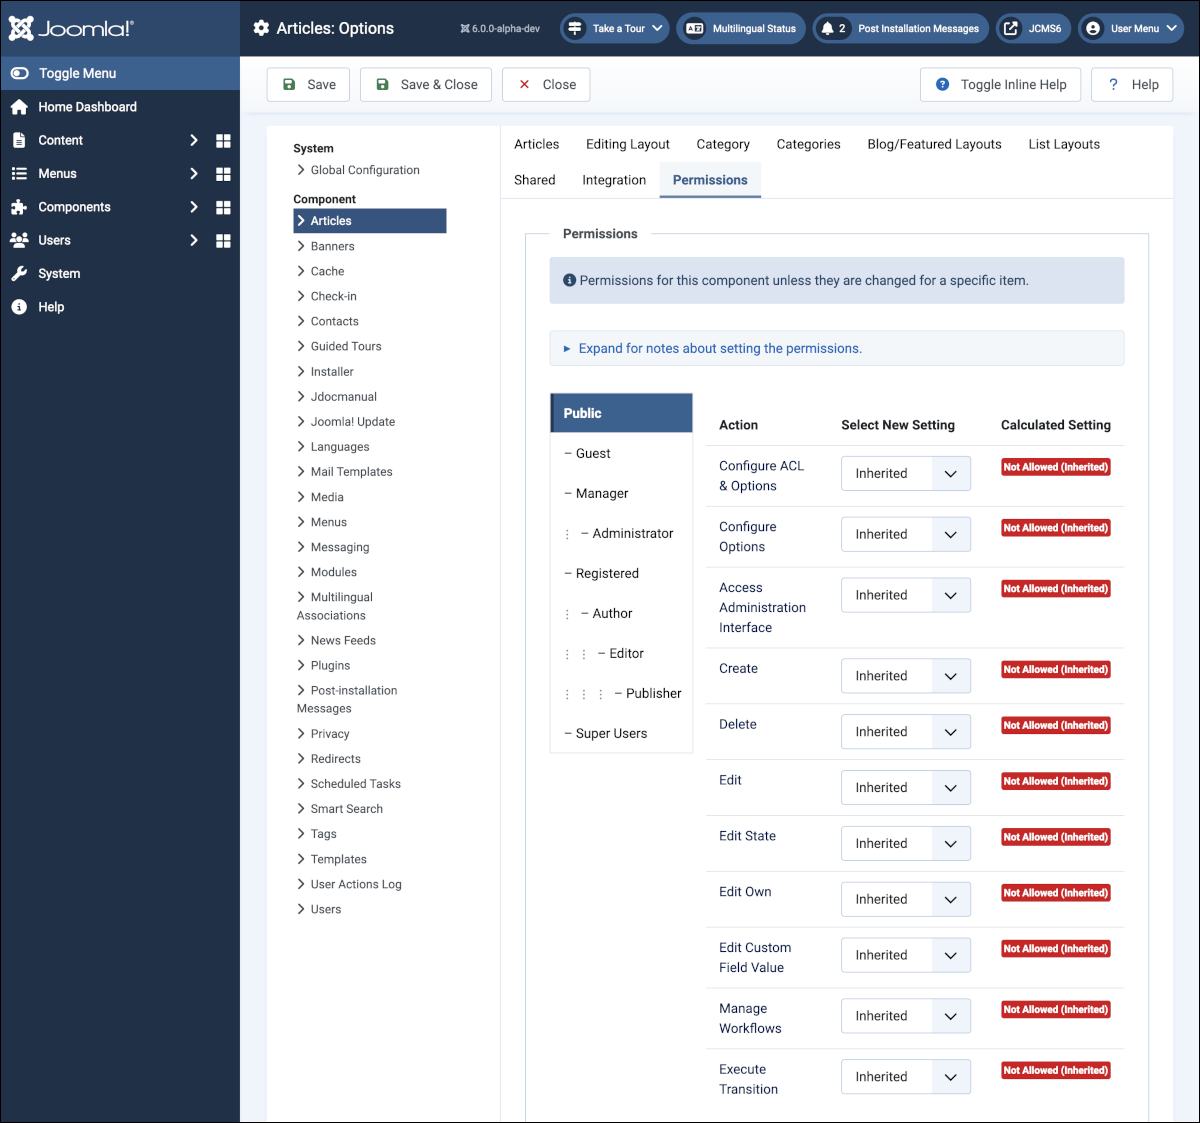 Joomla!®
Articles: Options
6.0.0-alpha-dev
Take a Tour
Multilingual Status
2 Post Installation Messages
JCMS6
User Menu
Toggle Menu
Home Dashboard
Content
Menus
Components
Users
System
Help
Save
Save & Close
Close
Toggle Inline Help
? Help
System
Global Configuration
Component
Articles
Banners
Cache
Check-in
Contacts
Guided Tours
Installer
Jdocmanual
Joomla! Update
Languages
Mail Templates
Media
Menus
Messaging
Modules
Multilingual
Associations
News Feeds
Plugins
Post-installation
Messages
Privacy
Redirects
Scheduled Tasks
Smart Search
Tags
Templates
User Actions Log
Users
Articles Editing Layout Category Categories Blog/Featured Layouts List Layouts
Shared Integration Permissions
Permissions
Permissions for this component unless they are changed for a specific item.
Expand for notes about setting the permissions.
Public
– Guest
– Manager
⋮ – Administrator
– Registered
⋮ – Author
⋮ ⋮ – Editor
⋮ ⋮ ⋮ – Publisher
– Super Users
Action Select New Setting Calculated Setting
Configure ACL
& Options
Inherited
Not Allowed (Inherited)
Configure
Options
Inherited
Not Allowed (Inherited)
Access
Administration
Interface
Inherited
Not Allowed (Inherited)
Create
Inherited
Not Allowed (Inherited)
Delete
Inherited
Not Allowed (Inherited)
Edit
Inherited
Not Allowed (Inherited)
Edit State
Inherited
Not Allowed (Inherited)
Edit Own
Inherited
Not Allowed (Inherited)
Edit Custom
Field Value
Inherited
Not Allowed (Inherited)
Manage
Workflows
Inherited
Not Allowed (Inherited)
Execute
Transition
Inherited
Not Allowed (Inherited)